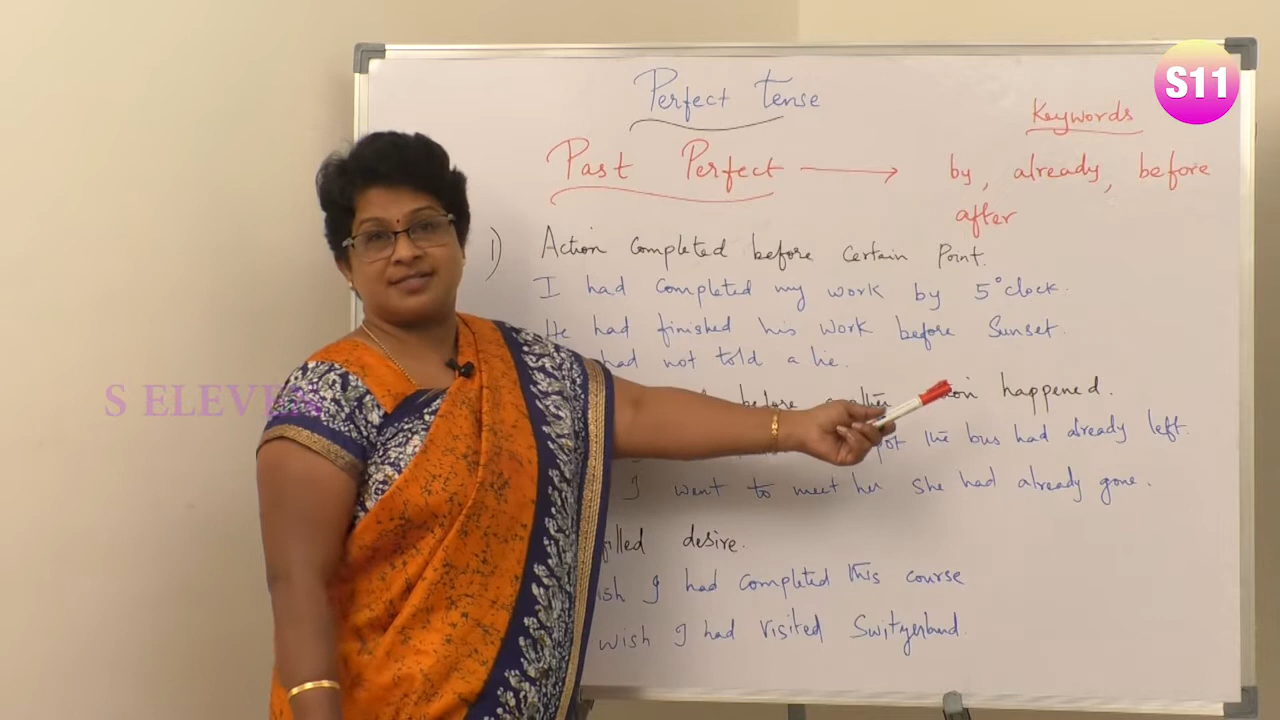 S11
Perfect Tense
Keywords
Past Perfect → by, already, before
after
1) Action completed before certain point.
I had completed my work by 5°clock.
He had finished his work before Sunset.
had not told a lie.
before happened.
the bus had already left.
I went to meet her she had already gone.
desire.
I had completed this course
wish I had visited Switzerland.
S ELEVEN